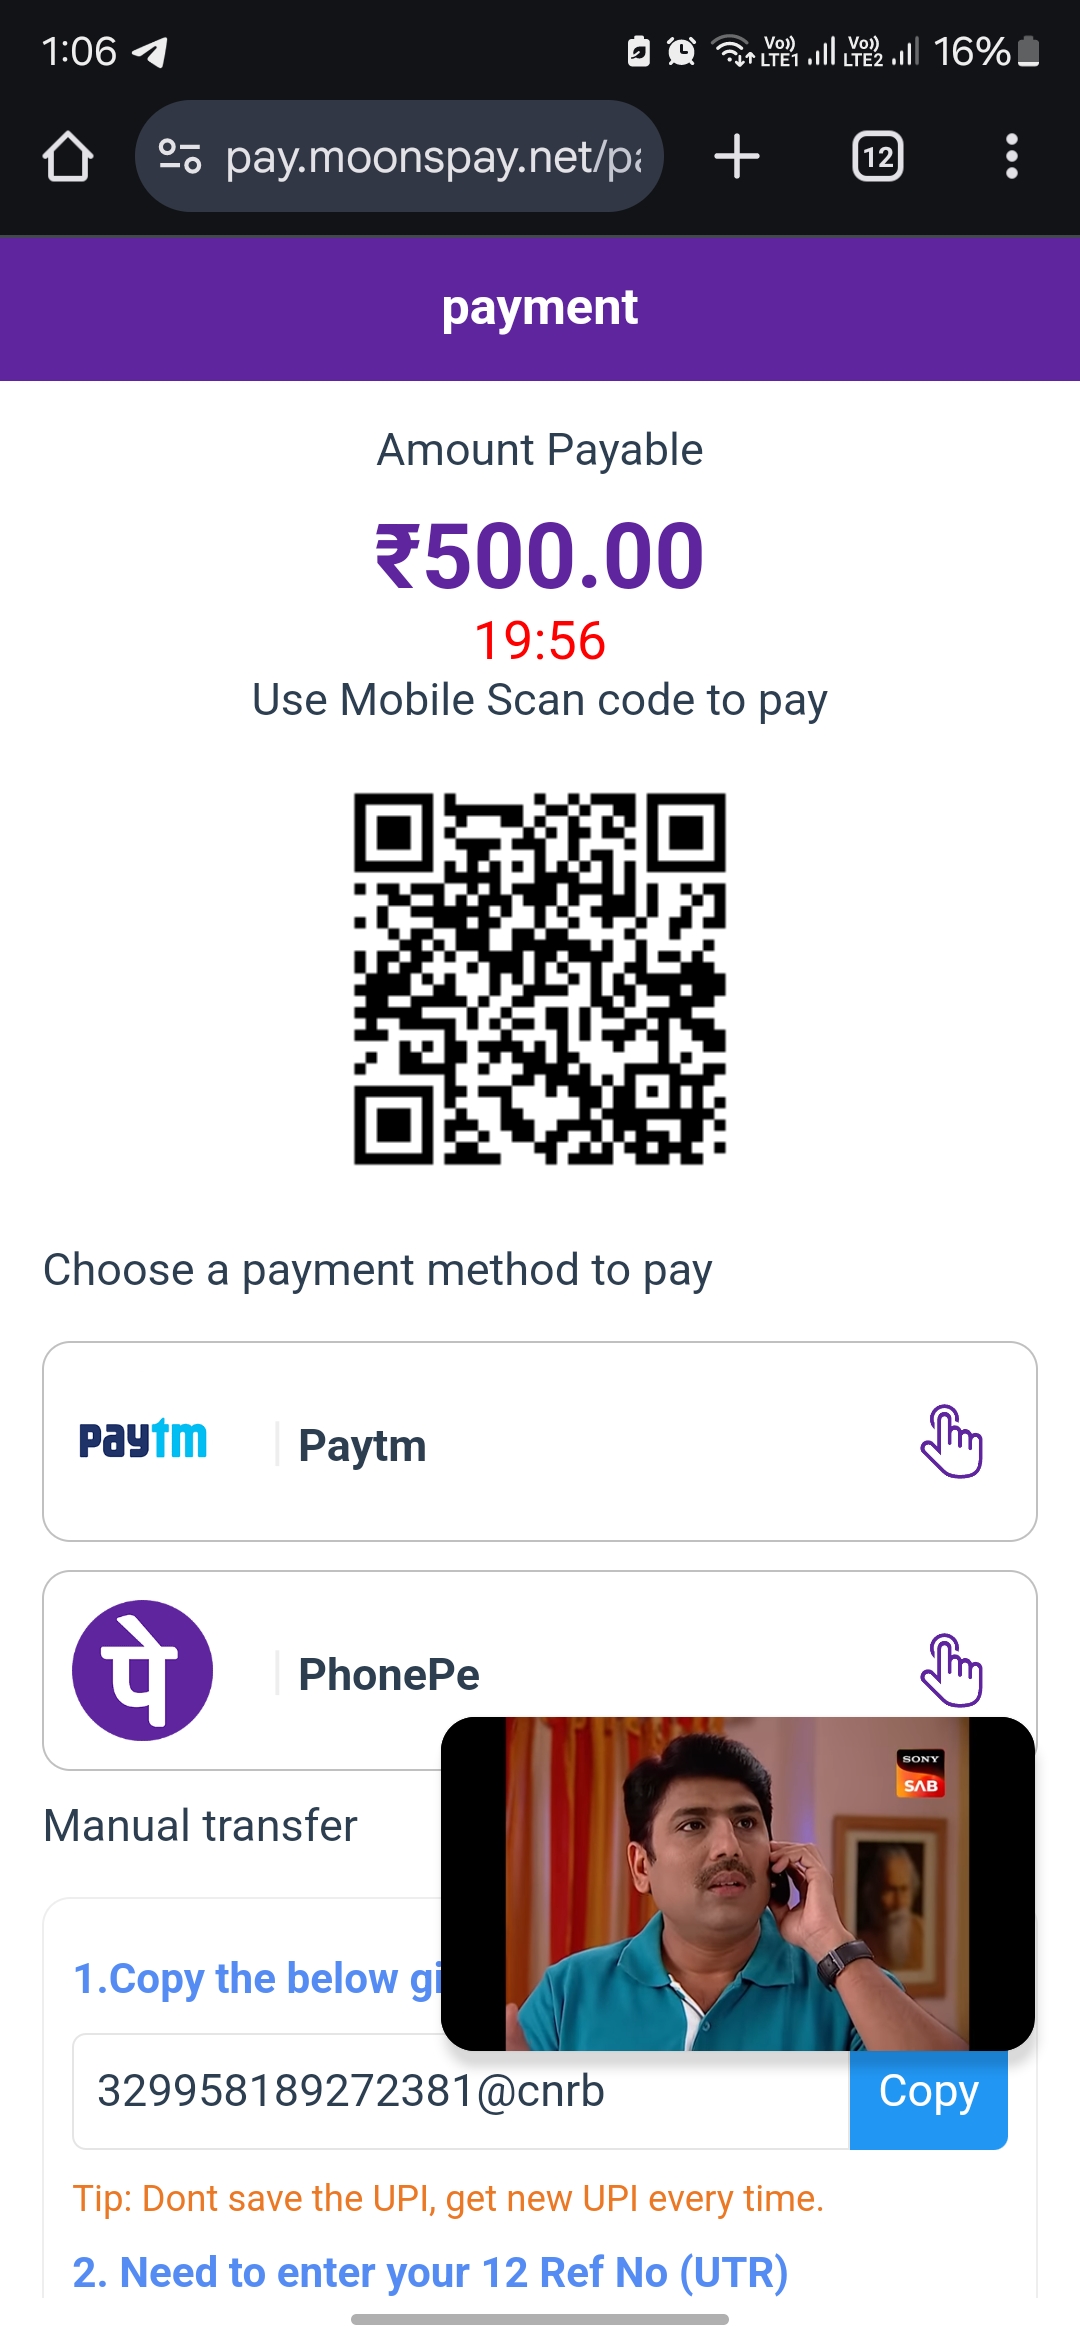 1:06
Vo)) LTE1 Vo)) LTE2 16%
pay.moonspay.net/pa
12
payment
Amount Payable
₹500.00
19:56
Use Mobile Scan code to pay
Choose a payment method to pay
paytm Paytm
पे PhonePe
SONY
SAB
Manual transfer
1.Copy the below gi
329958189272381@cnrb
Copy
Tip: Dont save the UPI, get new UPI every time.
2. Need to enter your 12 Ref No (UTR)